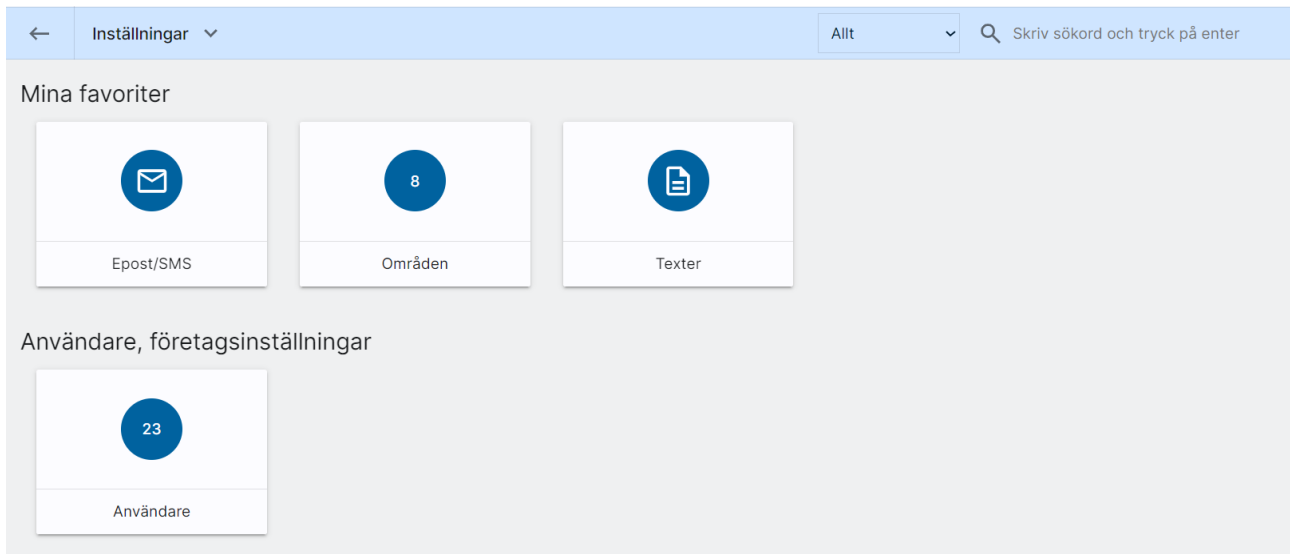 Inställningar
Allt
Skriv sökord och tryck på enter
Mina favoriter
8
Epost/SMS
Områden
Texter
Användare, företagsinställningar
23
Användare